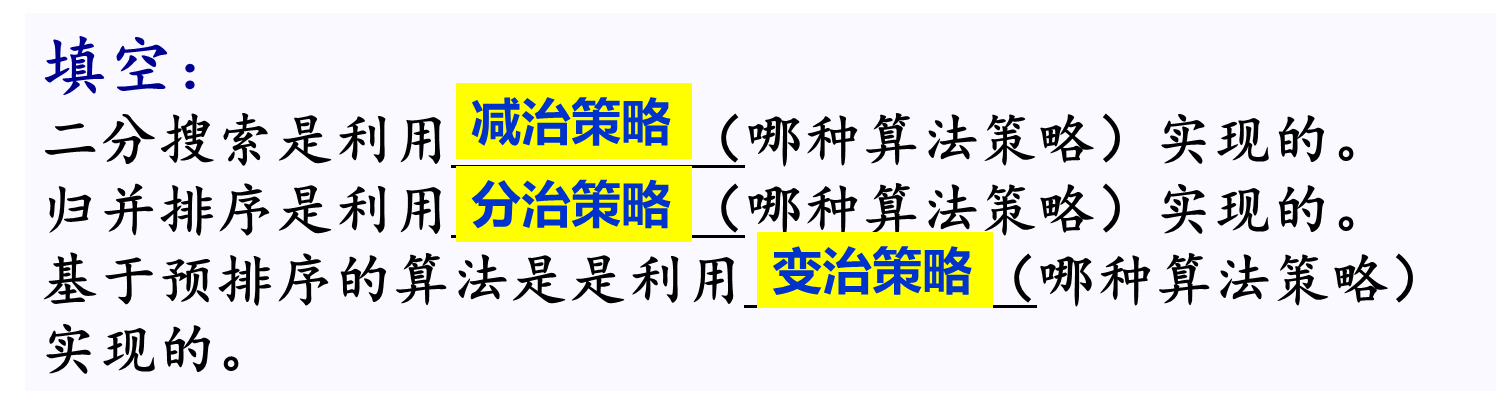 填空：
二分搜索是利用 减治策略 （哪种算法策略）实现的。
归并排序是利用 分治策略 （哪种算法策略）实现的。
基于预排序的算法是是利用 变治策略 （哪种算法策略）
实现的。